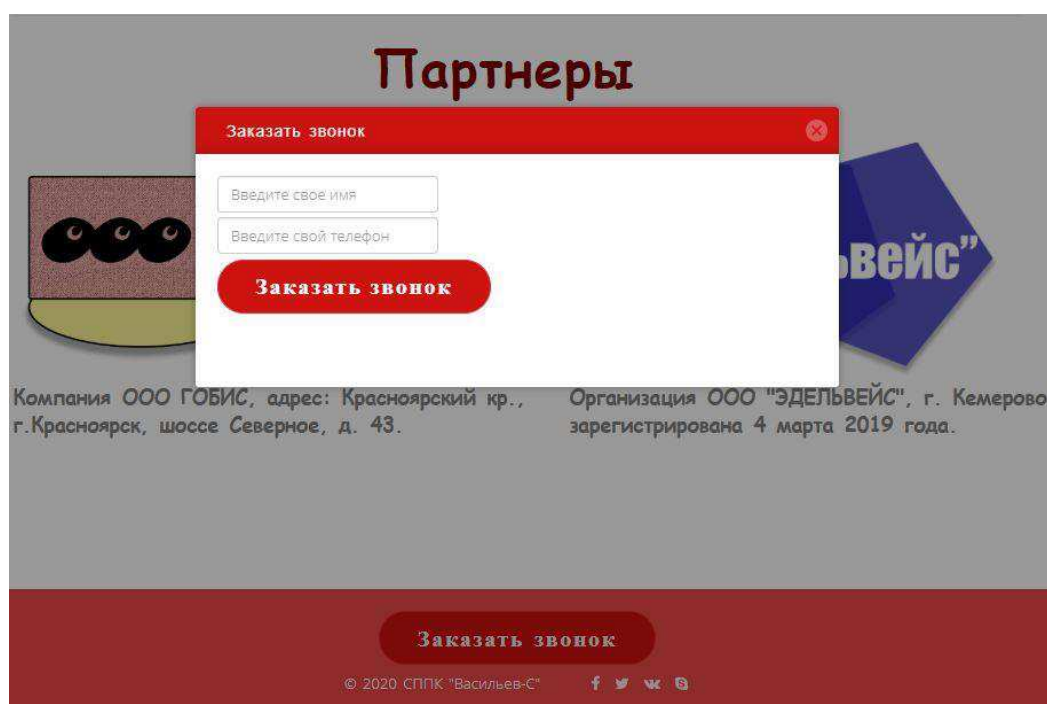 Партнеры
Заказать звонок
Введите свое имя
Введите свой телефон
Заказать звонок
ООО
ьвейс”
Компания ООО ГОБИС, адрес: Красноярский кр.,
г.Красноярск, шоссе Северное, д. 43.
Организация ООО "ЭДЕЛЬВЕЙС", г. Кемерово
зарегистрирована 4 марта 2019 года.
Заказать звонок
© 2020 СППК "Васильев-С"